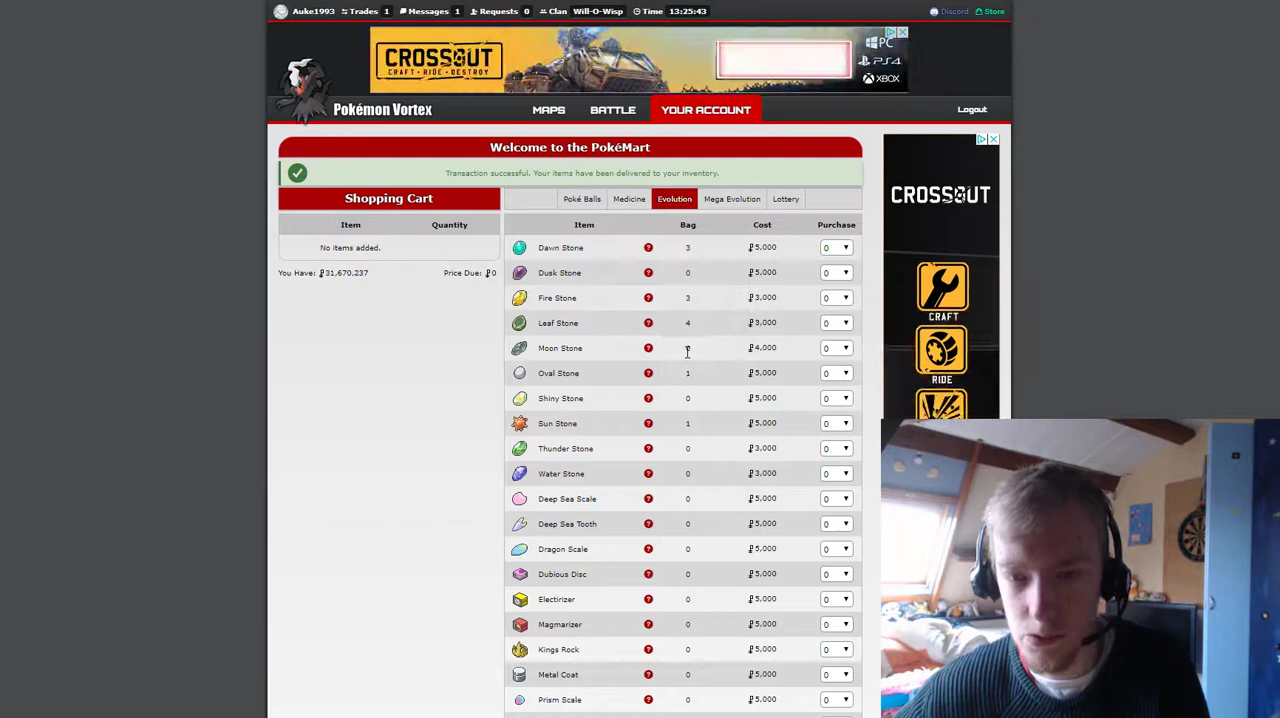 Auke1993 Trades 1 Messages 1 Requests 0 Clan Will-O-Wisp Time 13:25:43 Discord Store
CROSSOUT
CRAFT • RIDE • DESTROY
PC
PS4
XBOX
Pokémon Vortex MAPS BATTLE YOUR ACCOUNT Logout
Welcome to the PokéMart
Transaction successful. Your items have been delivered to your inventory.
Shopping Cart
Item Quantity
No items added.
You Have: 31,670,237 Price Due: 0
Poké Balls Medicine Evolution Mega Evolution Lottery
Item Bag Cost Purchase
Dawn Stone ? 3 5,000 0
Dusk Stone ? 0 5,000 0
Fire Stone ? 3 3,000 0
Leaf Stone ? 4 3,000 0
Moon Stone ? 4,000 0
Oval Stone ? 1 5,000 0
Shiny Stone ? 0 5,000 0
Sun Stone ? 1 5,000 0
Thunder Stone ? 0 3,000 0
Water Stone ? 0 3,000 0
Deep Sea Scale ? 0 5,000 0
Deep Sea Tooth ? 0 5,000 0
Dragon Scale ? 0 5,000 0
Dubious Disc ? 0 5,000 0
Electirizer ? 0 5,000 0
Magmarizer ? 0 5,000 0
Kings Rock ? 0 5,000 0
Metal Coat ? 0 5,000 0
Prism Scale ? 0 5,000 0
CROSSOUT
CRAFT
RIDE